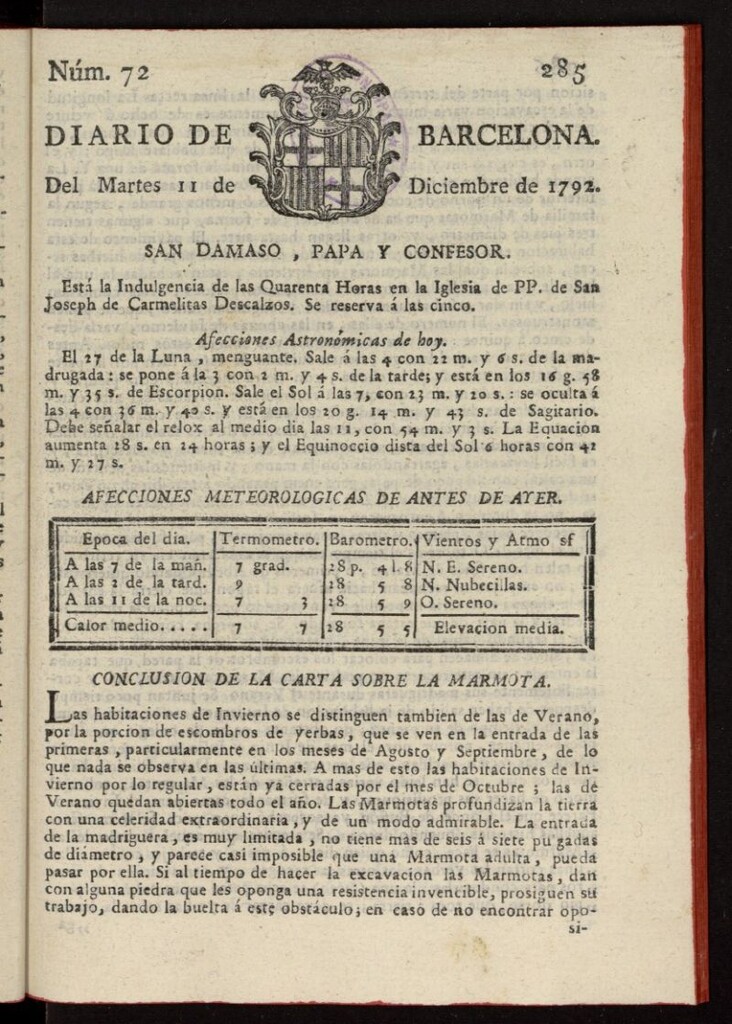 Núm. 72
285
DIARIO DE BARCELONA.
Del Martes 11 de Diciembre de 1792.
SAN DAMASO , PAPA Y CONFESOR.
Está la Indulgencia de las Quarenta Horas en la Iglesia de PP. de San
Joseph de Carmelitas Descalzos. Se reserva á las cinco.
Afecciones Astronómicas de hoy.
El 27 de la Luna , menguante. Sale á las 4 con 22 m. y 6 s. de la ma-
drugada : se pone á la 3 con 2 m. y 4 s. de la tarde; y está en los 16 g. 58
m. y 35 s. de Escorpion. Sale el Sol á las 7, con 23 m. y 20 s. : se oculta á
las 4 con 36 m. y 40 s. y está en los 20 g. 14 m. y 43 s. de Sagitario.
Debe señalar el relox al medio dia las 11, con 54 m. y 3 s. La Equacion
aumenta 28 s. en 24 horas ; y el Equinoccio dista del Sol 6 horas con 42
m. y 27 s.
AFECCIONES METEOROLOGICAS DE ANTES DE AYER.
Epoca del dia. Termometro. Barometro. Vientos y Atmosf
A las 7 de la mañ. 7 grad. 28 p. 4 l. 8 N. E. Sereno.
A las 2 de la tard. 9 28 5 8 N. Nubecillas.
A las 11 de la noc. 7 3 28 5 9 O. Sereno.
Calor medio. . . . . 7 7 28 5 5 Elevacion media.
CONCLUSION DE LA CARTA SOBRE LA MARMOTA.
Las habitaciones de Invierno se distinguen tambien de las de Verano,
por la porcion de escombros de yerbas, que se ven en la entrada de las
primeras , particularmente en los meses de Agosto y Septiembre, de lo
que nada se observa en las últimas. A mas de esto las habitaciones de In-
vierno por lo regular , están ya cerradas por el mes de Octubre ; las de
Verano quedan abiertas todo el año. Las Marmotas profundizan la tierra
con una celeridad extraordinaria , y de un modo admirable. La entrada
de la madriguera , es muy limitada , no tiene mas de seis á siete pulgadas
de diámetro , y parece casi imposible que una Marmota adulta , pueda
pasar por ella. Si al tiempo de hacer la excavacion las Marmotas , dan
con alguna piedra que les oponga una resistencia invencible, prosiguen su
trabajo, dando la buelta á este obstáculo; en caso de no encontrar opo-
si-